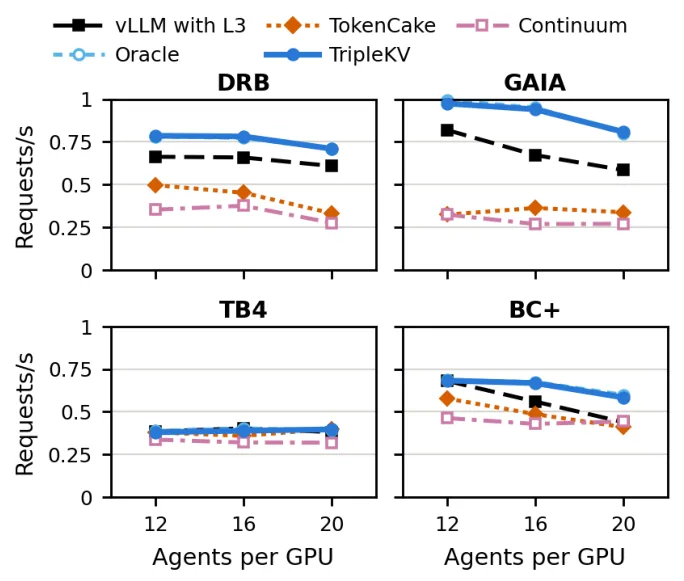 vLLM with L3 TokenCake Continuum
Oracle TripleKV
DRB GAIA
Requests/s
1
0.75
0.5
0.25
0
TB4 BC+
Requests/s
1
0.75
0.5
0.25
0
12 16 20 12 16 20
Agents per GPU Agents per GPU